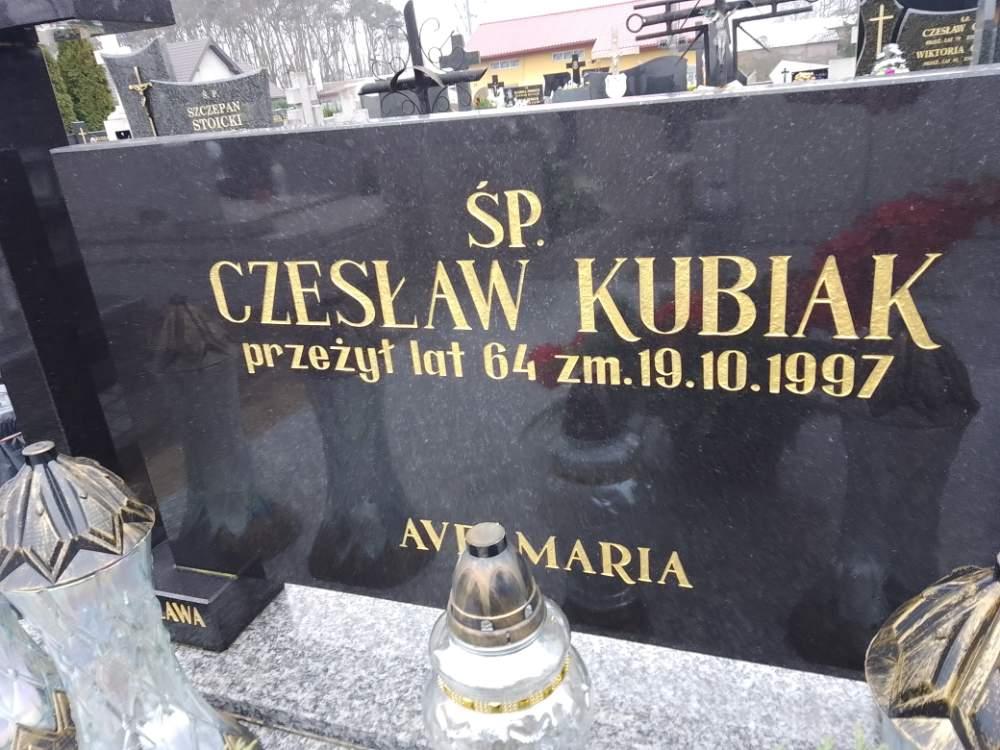 Ś P.
SZCZEPAN
STOICKI
CZESŁAW
WIKTORIA
ŚP.
CZESŁAW KUBIAK
przeżył lat 64 zm. 19.10.1997
AVE MARIA